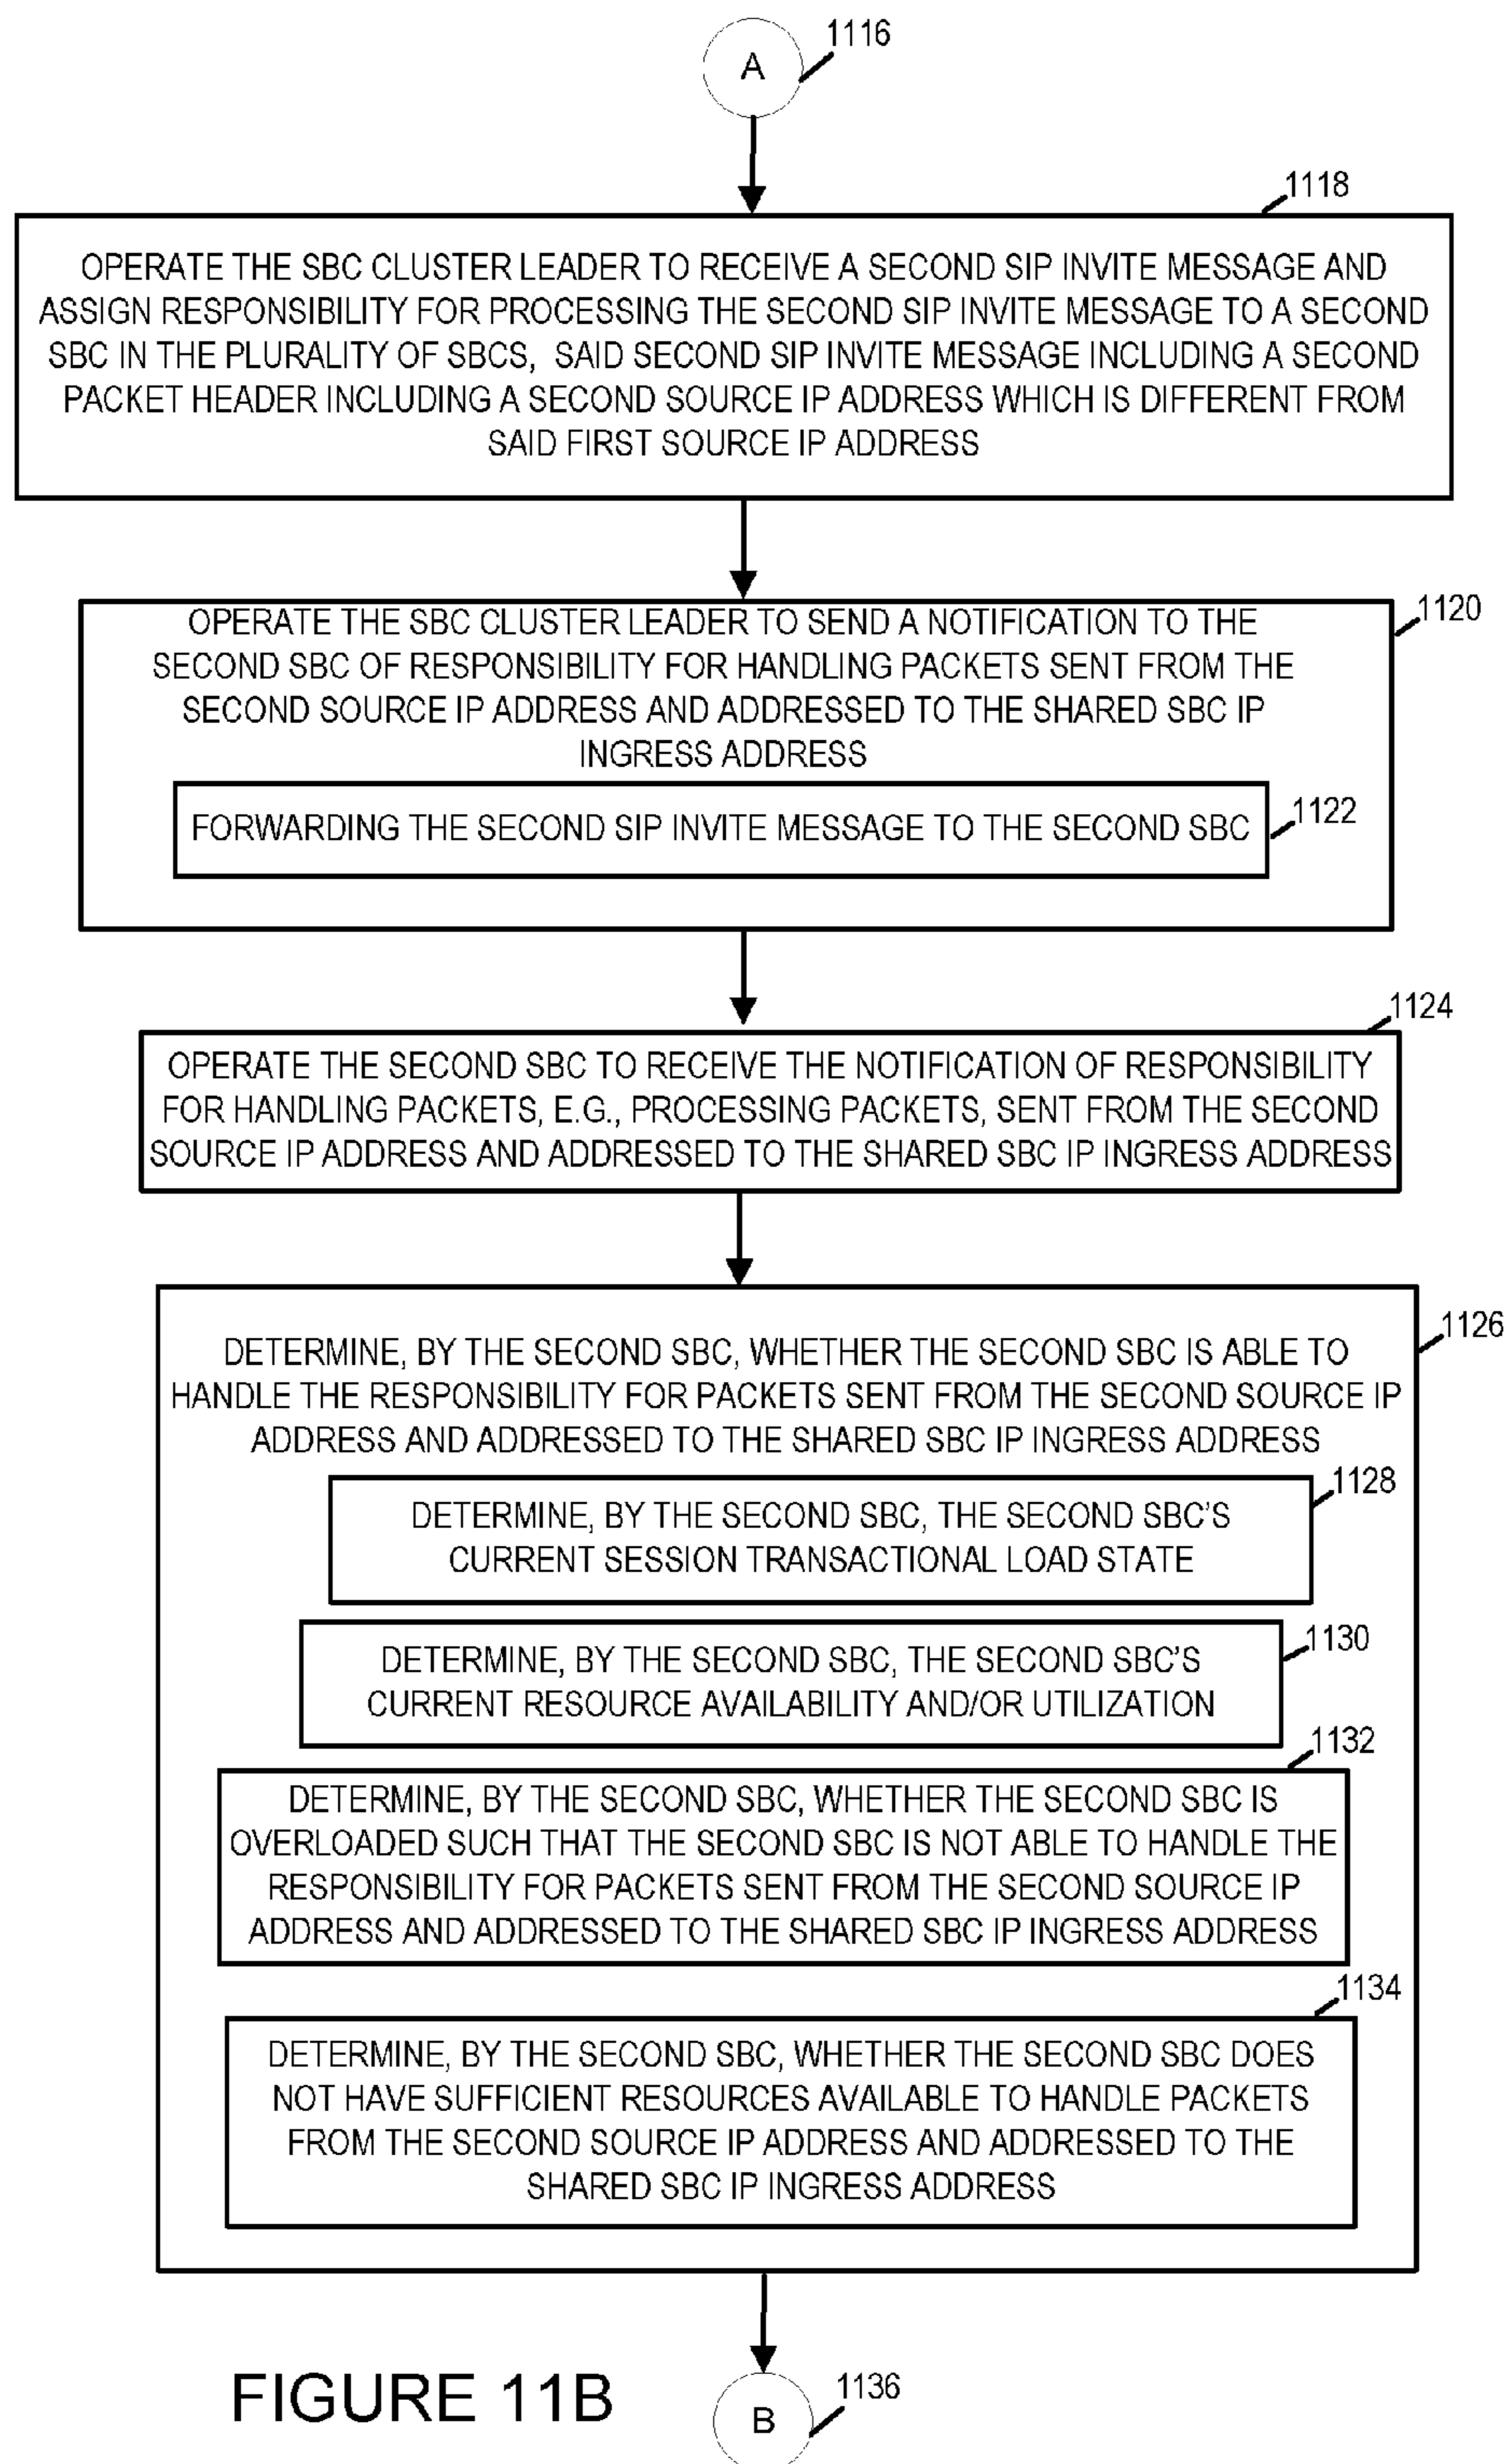 A
1116
1118
OPERATE THE SBC CLUSTER LEADER TO RECEIVE A SECOND SIP INVITE MESSAGE AND
ASSIGN RESPONSIBILITY FOR PROCESSING THE SECOND SIP INVITE MESSAGE TO A SECOND
SBC IN THE PLURALITY OF SBCS, SAID SECOND SIP INVITE MESSAGE INCLUDING A SECOND
PACKET HEADER INCLUDING A SECOND SOURCE IP ADDRESS WHICH IS DIFFERENT FROM
SAID FIRST SOURCE IP ADDRESS
1120
OPERATE THE SBC CLUSTER LEADER TO SEND A NOTIFICATION TO THE
SECOND SBC OF RESPONSIBILITY FOR HANDLING PACKETS SENT FROM THE
SECOND SOURCE IP ADDRESS AND ADDRESSED TO THE SHARED SBC IP
INGRESS ADDRESS
FORWARDING THE SECOND SIP INVITE MESSAGE TO THE SECOND SBC
1122
1124
OPERATE THE SECOND SBC TO RECEIVE THE NOTIFICATION OF RESPONSIBILITY
FOR HANDLING PACKETS, E.G., PROCESSING PACKETS, SENT FROM THE SECOND
SOURCE IP ADDRESS AND ADDRESSED TO THE SHARED SBC IP INGRESS ADDRESS
1126
DETERMINE, BY THE SECOND SBC, WHETHER THE SECOND SBC IS ABLE TO
HANDLE THE RESPONSIBILITY FOR PACKETS SENT FROM THE SECOND SOURCE IP
ADDRESS AND ADDRESSED TO THE SHARED SBC IP INGRESS ADDRESS
1128
DETERMINE, BY THE SECOND SBC, THE SECOND SBC'S
CURRENT SESSION TRANSACTIONAL LOAD STATE
1130
DETERMINE, BY THE SECOND SBC, THE SECOND SBC'S
CURRENT RESOURCE AVAILABILITY AND/OR UTILIZATION
1132
DETERMINE, BY THE SECOND SBC, WHETHER THE SECOND SBC IS
OVERLOADED SUCH THAT THE SECOND SBC IS NOT ABLE TO HANDLE THE
RESPONSIBILITY FOR PACKETS SENT FROM THE SECOND SOURCE IP
ADDRESS AND ADDRESSED TO THE SHARED SBC IP INGRESS ADDRESS
1134
DETERMINE, BY THE SECOND SBC, WHETHER THE SECOND SBC DOES
NOT HAVE SUFFICIENT RESOURCES AVAILABLE TO HANDLE PACKETS
FROM THE SECOND SOURCE IP ADDRESS AND ADDRESSED TO THE
SHARED SBC IP INGRESS ADDRESS
FIGURE 11B
B
1136